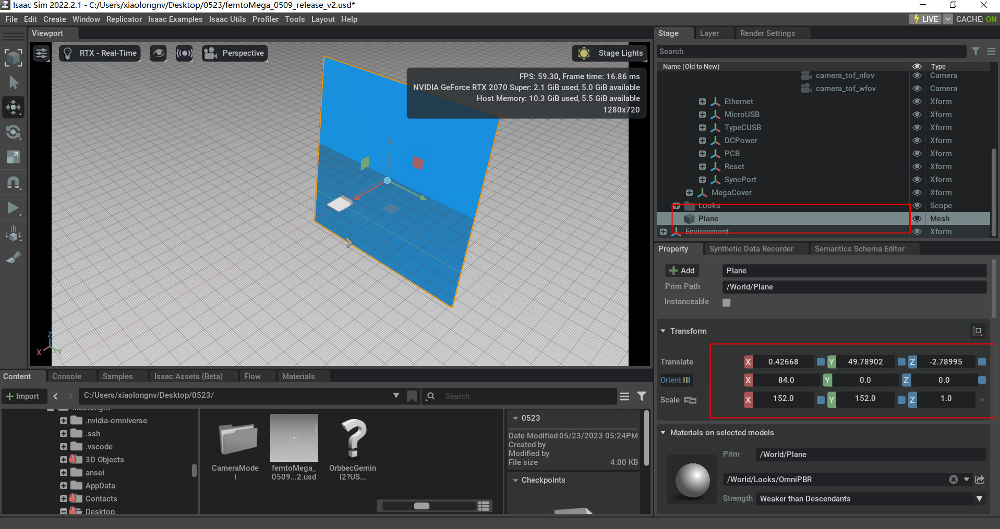 Isaac Sim 2022.2.1 - C:/Users/xiaolongnv/Desktop/0523/femtoMega_0509_release_v2.usd*
File Edit Create Window Replicator Isaac Examples Isaac Utils Profiler Tools Layout Help
LIVE CACHE: ON
Viewport
RTX - Real-Time
Perspective
Stage Lights
FPS: 59.30, Frame time: 16.86 ms
NVIDIA GeForce RTX 2070 Super: 2.1 GiB used, 5.0 GiB available
Host Memory: 10.3 GiB used, 5.5 GiB available
1280x720
Z
X Y
Stage Layer Render Settings
Search
Name (Old to New) Type
camera_tof_nfov Camera
camera_tof_wfov Camera
Ethernet Xform
MicroUSB Xform
TypeCUSB Xform
DCPower Xform
PCB Xform
Reset Xform
SyncPort Xform
MegaCover Xform
Looks Scope
Plane Mesh
Environment Xform
Property Synthetic Data Recorder Semantics Schema Editor
Add Plane
Prim Path /World/Plane
Instanceable
Transform
Translate X 0.42668 Y 49.78902 Z -2.78995
Orient X 84.0 Y 0.0 Z 0.0
Scale X 152.0 Y 152.0 Z 1.0
Materials on selected models
Prim /World/Plane
/World/Looks/OmniPBR
Strength Weaker than Descendants
Content Console Samples Isaac Assets (Beta) Flow Materials
Import C:/Users/xiaolongnv/Desktop/0523/ Search
xiaolongnv
.nvidia-omniverse
.ssh
.vscode
3D Objects
ansel
AppData
Contacts
Desktop
CameraMode
l
femtoMega_
0509...2.usd
OrbbecGemin
i2?US...
0523
Date Modified 05/23/2023 05:24PM
Created by
Modified by
File size 4.00 KB
Checkpoints